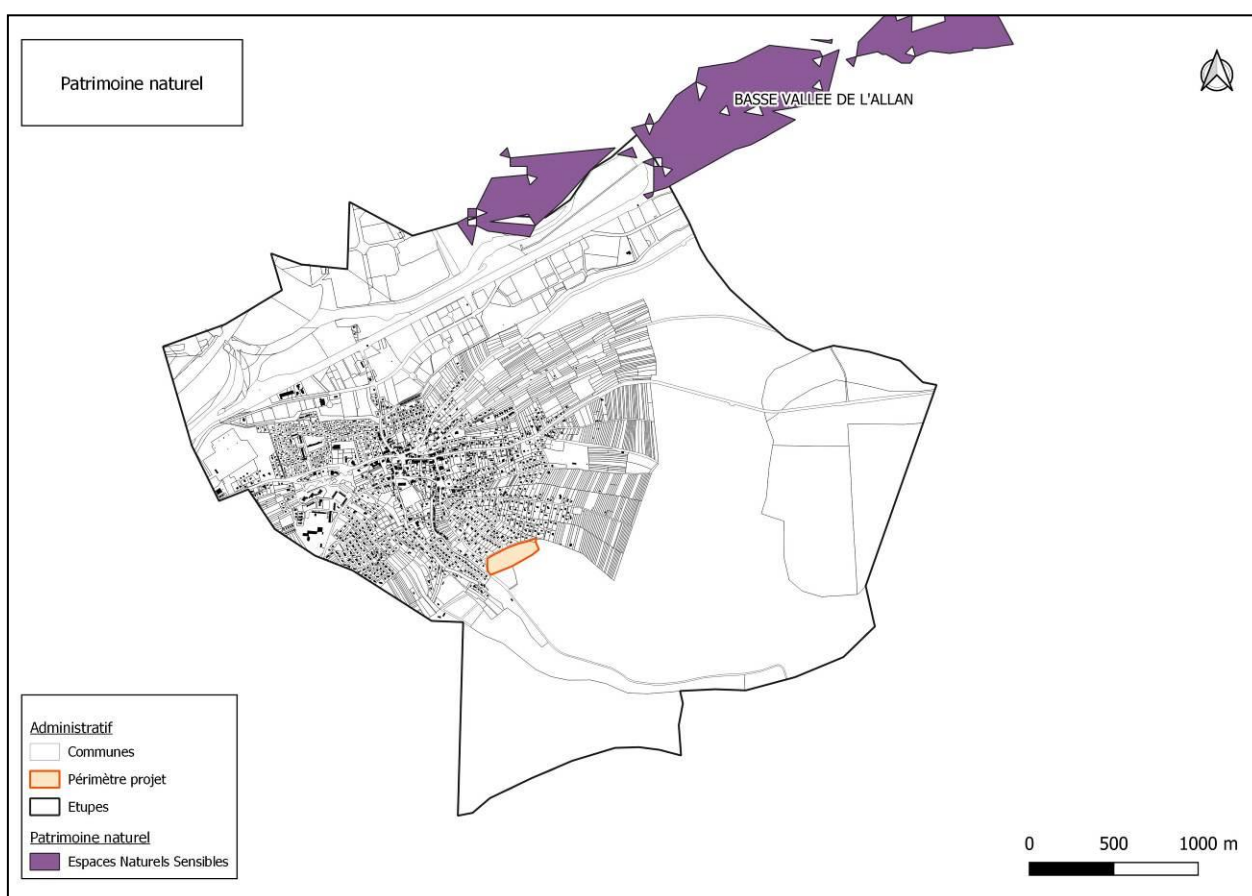 Patrimoine naturel
BASSE VALLEE DE L'ALLAN
Administratif
Communes
Périmètre projet
Etupes
Patrimoine naturel
Espaces Naturels Sensibles
0 500 1000 m